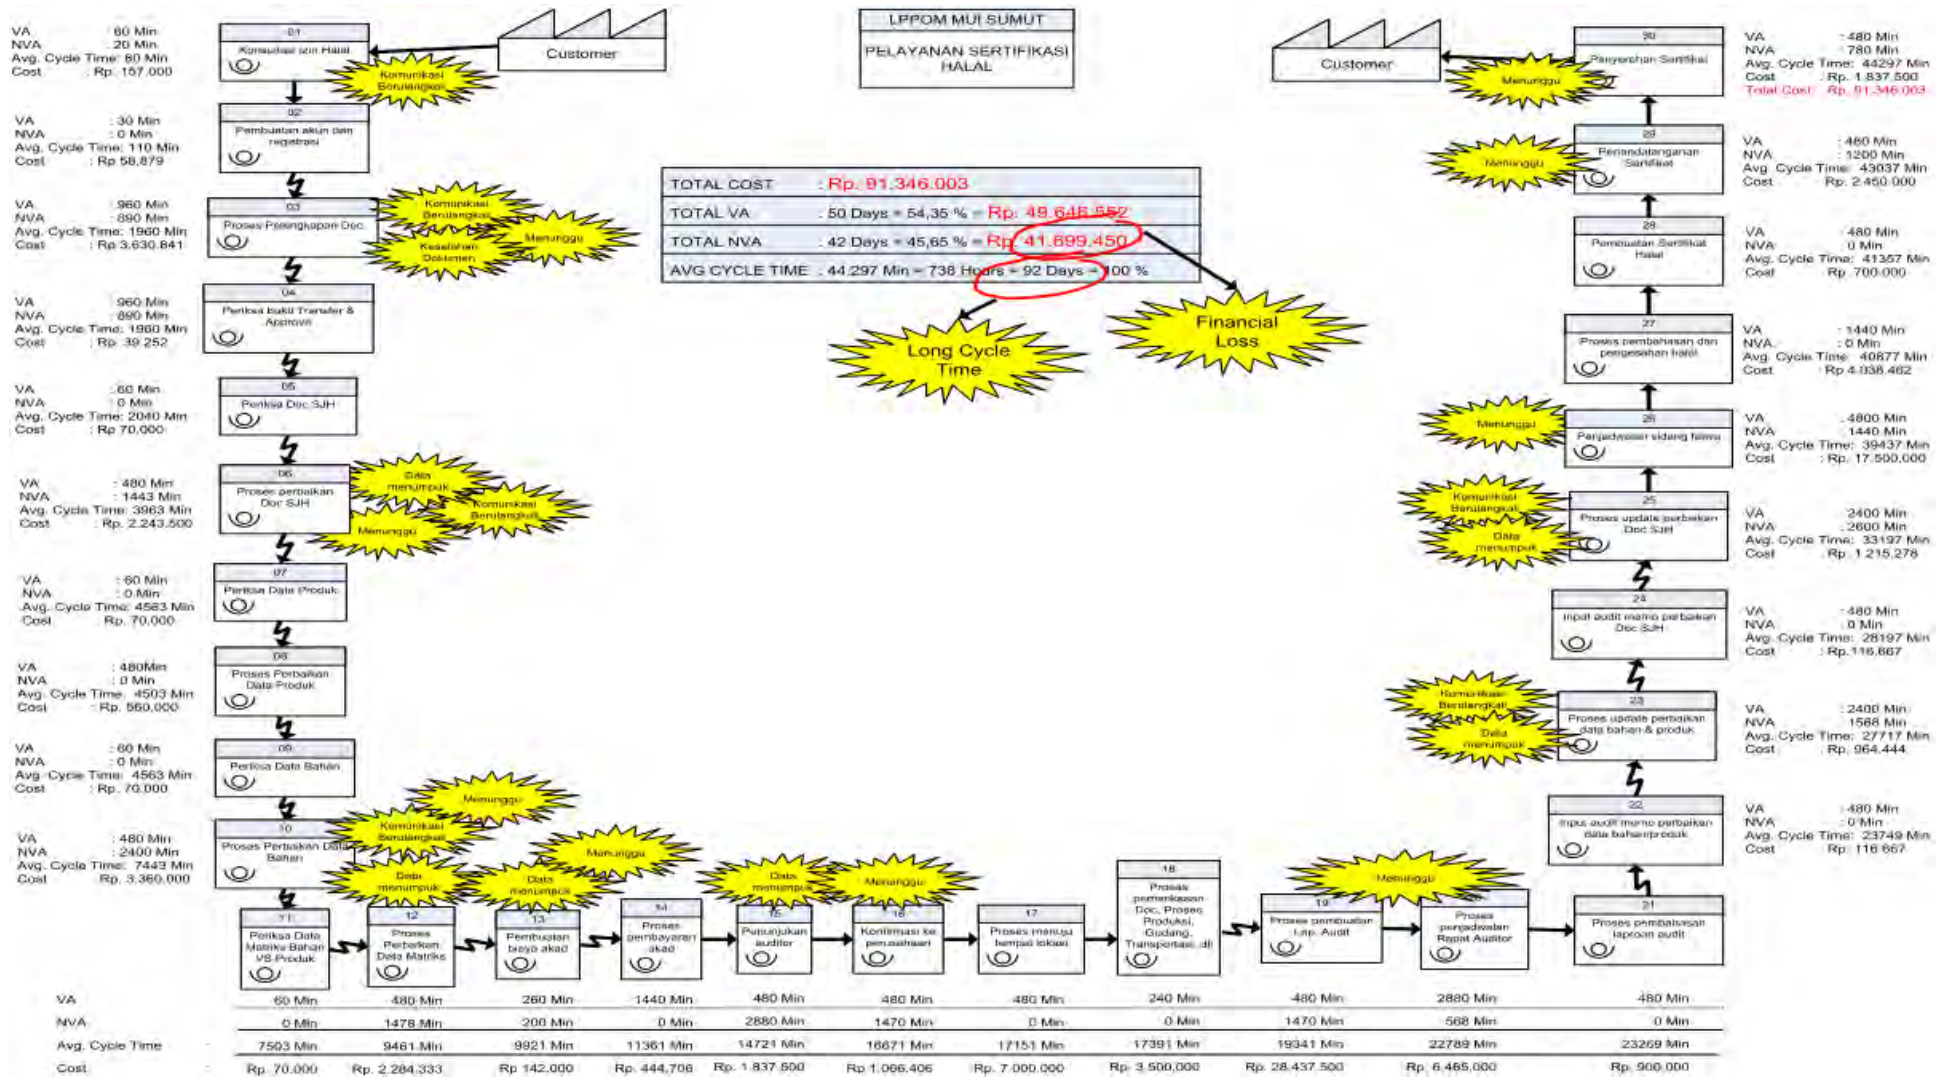 LPPOM MUI SUMUT
PELAYANAN SERTIFIKASI
HALAL
Customer
Customer
VA : 60 Min
NVA : 20 Min
Avg. Cycle Time: 60 Min
Cost : Rp. 157.000
01
Konsultasi Izin Halal
Komunikasi
Berulangkali
VA : 30 Min
NVA : 0 Min
Avg. Cycle Time: 110 Min
Cost : Rp 58,879
02
Pembuatan akun dan
registrasi
VA : 960 Min
NVA : 890 Min
Avg. Cycle Time: 1960 Min
Cost : Rp 3.630.841
03
Proses Pelengkapan Doc.
Komunikasi
Berulangkali
Menunggu
Kesalahan
Dokumen
VA : 960 Min
NVA : 890 Min
Avg. Cycle Time: 1960 Min
Cost : Rp. 39.252
04
Periksa bukti Transfer &
VA : 60 Min
NVA : 0 Min
Avg. Cycle Time: 2040 Min
Cost : Rp 70,000
05
Periksa Doc SJH
VA : 480 Min
NVA : 1443 Min
Avg. Cycle Time: 3963 Min
Cost : Rp. 2.243.500
06
Proses perbaikan
Doc SJH
Data
menumpuk
Komunikasi
Berulangkali
Menunggu
VA : 60 Min
NVA : 0 Min
Avg. Cycle Time: 4563 Min
Cost : Rp. 70.000
07
Periksa Data Produk
VA : 480Min
NVA : 0 Min
Avg. Cycle Time: 4503 Min
Cost : Rp. 560.000
08
Proses Perbaikan
Data Produk
VA : 60 Min
NVA : 0 Min
Avg. Cycle Time: 4563 Min
Cost : Rp. 70.000
09
Periksa Data Bahan
VA : 480 Min
NVA : 2400 Min
Avg. Cycle Time: 7443 Min
Cost : Rp. 3.360.000
10
Proses Perbaikan Data
Bahan
Menunggu
Komunikasi
Berulangkali
TOTAL COST : Rp. 91.346.003
TOTAL VA : 50 Days = 54,35 % = Rp. 49.646.552
TOTAL NVA : 42 Days = 45,65 % = Rp. 41.699.450
AVG CYCLE TIME : 44.297 Min = 738 Hours = 92 Days = 100 %
Long Cycle
Time
Financial
Loss
30
Penyerahan Sertifikat
Menunggu
VA : 480 Min
NVA : 780 Min
Avg. Cycle Time: 44297 Min
Cost : Rp. 1.837.500
Total Cost: Rp. 91.346.003
29
Penandatanganan
Sertifikat
Menunggu
VA : 480 Min
NVA : 1200 Min
Avg. Cycle Time: 43037 Min
Cost : Rp. 2.450.000
28
Pembuatan Sertifikat
Halal
VA : 480 Min
NVA : 0 Min
Avg. Cycle Time: 41357 Min
Cost : Rp. 700.000
27
Proses pembahasan dan
pengesahan halal
VA : 1440 Min
NVA : 0 Min
Avg. Cycle Time: 40877 Min
Cost : Rp 4.038.462
26
Penjadwalan sidang fatwa
Menunggu
VA : 4800 Min
NVA : 1440 Min
Avg. Cycle Time: 39437 Min
Cost : Rp. 17.500,000
25
Proses update perbaikan
Doc SJH
Komunikasi
Berulangkali
Data
menumpuk
VA : 2400 Min
NVA : 2600 Min
Avg. Cycle Time: 33197 Min
Cost : Rp. 1.215.278
24
Input audit memo perbaikan
Doc SJH
VA : 480 Min
NVA : 0 Min
Avg. Cycle Time: 28197 Min
Cost : Rp. 116.667
23
Proses update perbaikan
data bahan & produk
Komunikasi
Berulangkali
Data
menumpuk
VA : 2400 Min
NVA : 1568 Min
Avg. Cycle Time: 27717 Min
Cost : Rp. 964.444
22
Input audit memo perbaikan
data bahan/produk
VA : 480 Min
NVA : 0 Min
Avg. Cycle Time: 23749 Min
Cost : Rp 116.667
Data
menumpuk
Data
menumpuk
Menunggu
Data
menumpuk
Menunggu
Menunggu
11
Periksa Data
Matriks Bahan
VS Produk
12
Proses
Perbaikan
Data Matriks
13
Pembuatan
biaya akad
14
Proses
pembayaran
akad
15
Penunjukan
auditor
16
Konfirmasi ke
perusahaan
17
Proses menuju
tempat lokasi
18
Proses
pemeriksaan
Doc, Proses
Produksi,
Gudang,
Transportasi, dll
19
Proses pembuatan
Lap. Audit
Proses
penjadwalan
Rapat Auditor
21
Proses pembahasan
laporan audit
VA 60 Min 480 Min 260 Min 1440 Min 480 Min 480 Min 480 Min 240 Min 480 Min 2880 Min 480 Min
NVA 0 Min 1478 Min 200 Min 0 Min 2880 Min 1470 Min 0 Min 0 Min 1470 Min 568 Min 0 Min
Avg. Cycle Time : 7503 Min 9461 Min 9921 Min 11361 Min 14721 Min 16671 Min 17151 Min 17391 Min 19341 Min 22789 Min 23269 Min
Cost : Rp. 70.000 Rp. 2.284.333 Rp 142.000 Rp. 444,706 Rp. 1.837.500 Rp 1.066.406 Rp. 7.000.000 Rp. 3.500,000 Rp. 28.437.500 Rp. 6.465.000 Rp. 900.000